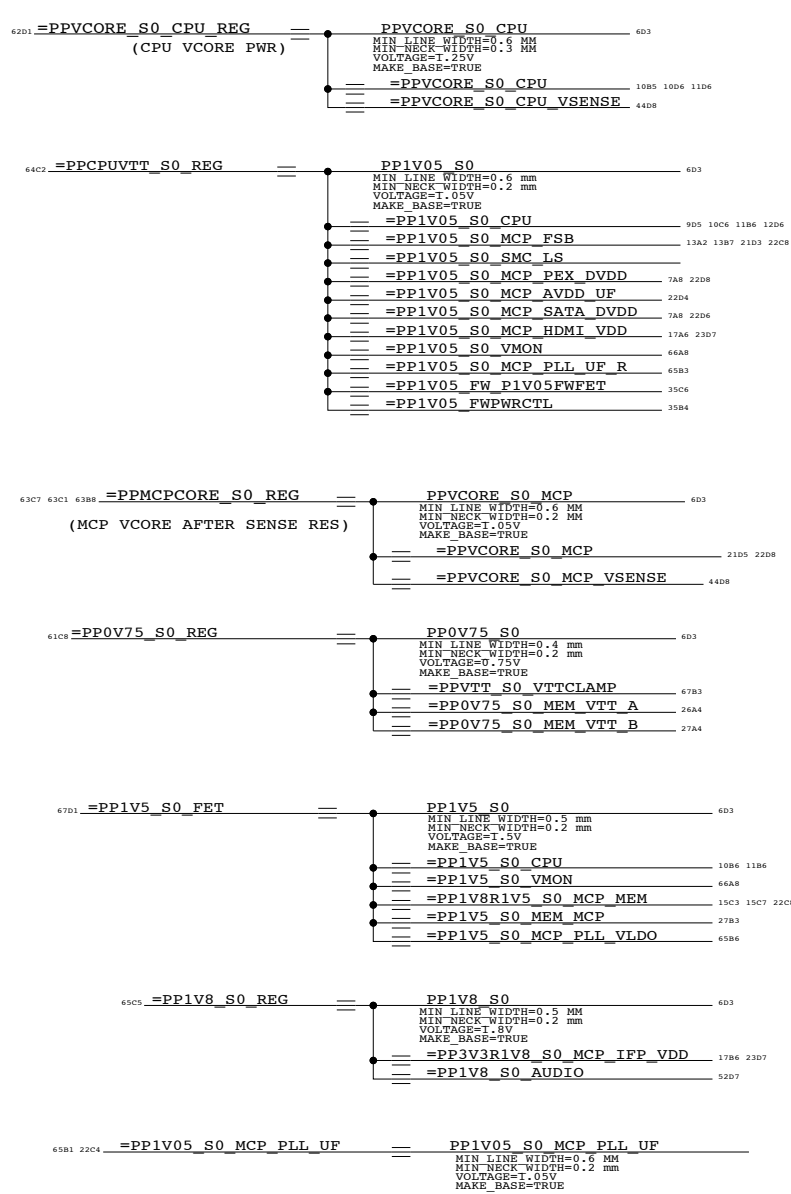 62D1 =PPVCORE_S0_CPU_REG PPVCORE_S0_CPU 6D3
(CPU VCORE PWR)
MIN_LINE_WIDTH=0.6 MM
MIN_NECK_WIDTH=0.3 MM
VOLTAGE=1.25V
MAKE_BASE=TRUE
=PPVCORE_S0_CPU 10B5 10D6 11D6
=PPVCORE_S0_CPU_VSENSE 44D8
64C2 =PPCPUVTT_S0_REG PP1V05_S0 6D3
MIN_LINE_WIDTH=0.6 mm
MIN_NECK_WIDTH=0.2 mm
VOLTAGE=1.05V
MAKE_BASE=TRUE
=PP1V05_S0_CPU 9D5 10C6 11B6 12D6
=PP1V05_S0_MCP_FSB 13A2 13B7 21D3 22C8
=PP1V05_S0_SMC_LS
=PP1V05_S0_MCP_PEX_DVDD 7A8 22D8
=PP1V05_S0_MCP_AVDD_UF 22D4
=PP1V05_S0_MCP_SATA_DVDD 7A8 22D6
=PP1V05_S0_MCP_HDMI_VDD 17A6 23D7
=PP1V05_S0_VMON 66A8
=PP1V05_S0_MCP_PLL_UF_R 65B3
=PP1V05_FW_P1V05FWFET 35C6
=PP1V05_FWPWRCTL 35B4
63C7 63C1 63B8 =PPMCPCORE_S0_REG PPVCORE_S0_MCP 6D3
(MCP VCORE AFTER SENSE RES)
MIN_LINE_WIDTH=0.6 MM
MIN_NECK_WIDTH=0.2 MM
VOLTAGE=1.05V
MAKE_BASE=TRUE
=PPVCORE_S0_MCP 21D5 22D8
=PPVCORE_S0_MCP_VSENSE 44D8
61C8 =PP0V75_S0_REG PP0V75_S0 6D3
MIN_LINE_WIDTH=0.4 mm
MIN_NECK_WIDTH=0.2 mm
VOLTAGE=0.75V
MAKE_BASE=TRUE
=PPVTT_S0_VTTCLAMP 67B3
=PP0V75_S0_MEM_VTT_A 26A4
=PP0V75_S0_MEM_VTT_B 27A4
67D1 =PP1V5_S0_FET PP1V5_S0 6D3
MIN_LINE_WIDTH=0.5 mm
MIN_NECK_WIDTH=0.2 mm
VOLTAGE=1.5V
MAKE_BASE=TRUE
=PP1V5_S0_CPU 10B6 11B6
=PP1V5_S0_VMON 66A8
=PP1V8R1V5_S0_MCP_MEM 15C3 15C7 22C8
=PP1V5_S0_MEM_MCP 27B3
=PP1V5_S0_MCP_PLL_VLDO 65B6
65C5 =PP1V8_S0_REG PP1V8_S0 6D3
MIN_LINE_WIDTH=0.5 MM
MIN_NECK_WIDTH=0.2 mm
VOLTAGE=1.8V
MAKE_BASE=TRUE
=PP3V3R1V8_S0_MCP_IFP_VDD 17B6 23D7
=PP1V8_S0_AUDIO 52D7
65B1 22C4 =PP1V05_S0_MCP_PLL_UF PP1V05_S0_MCP_PLL_UF
MIN_LINE_WIDTH=0.6 MM
MIN_NECK_WIDTH=0.2 mm
VOLTAGE=1.05V
MAKE_BASE=TRUE